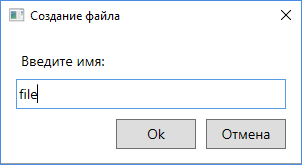 Создание файла
Введите имя:
file
Ok
Отмена